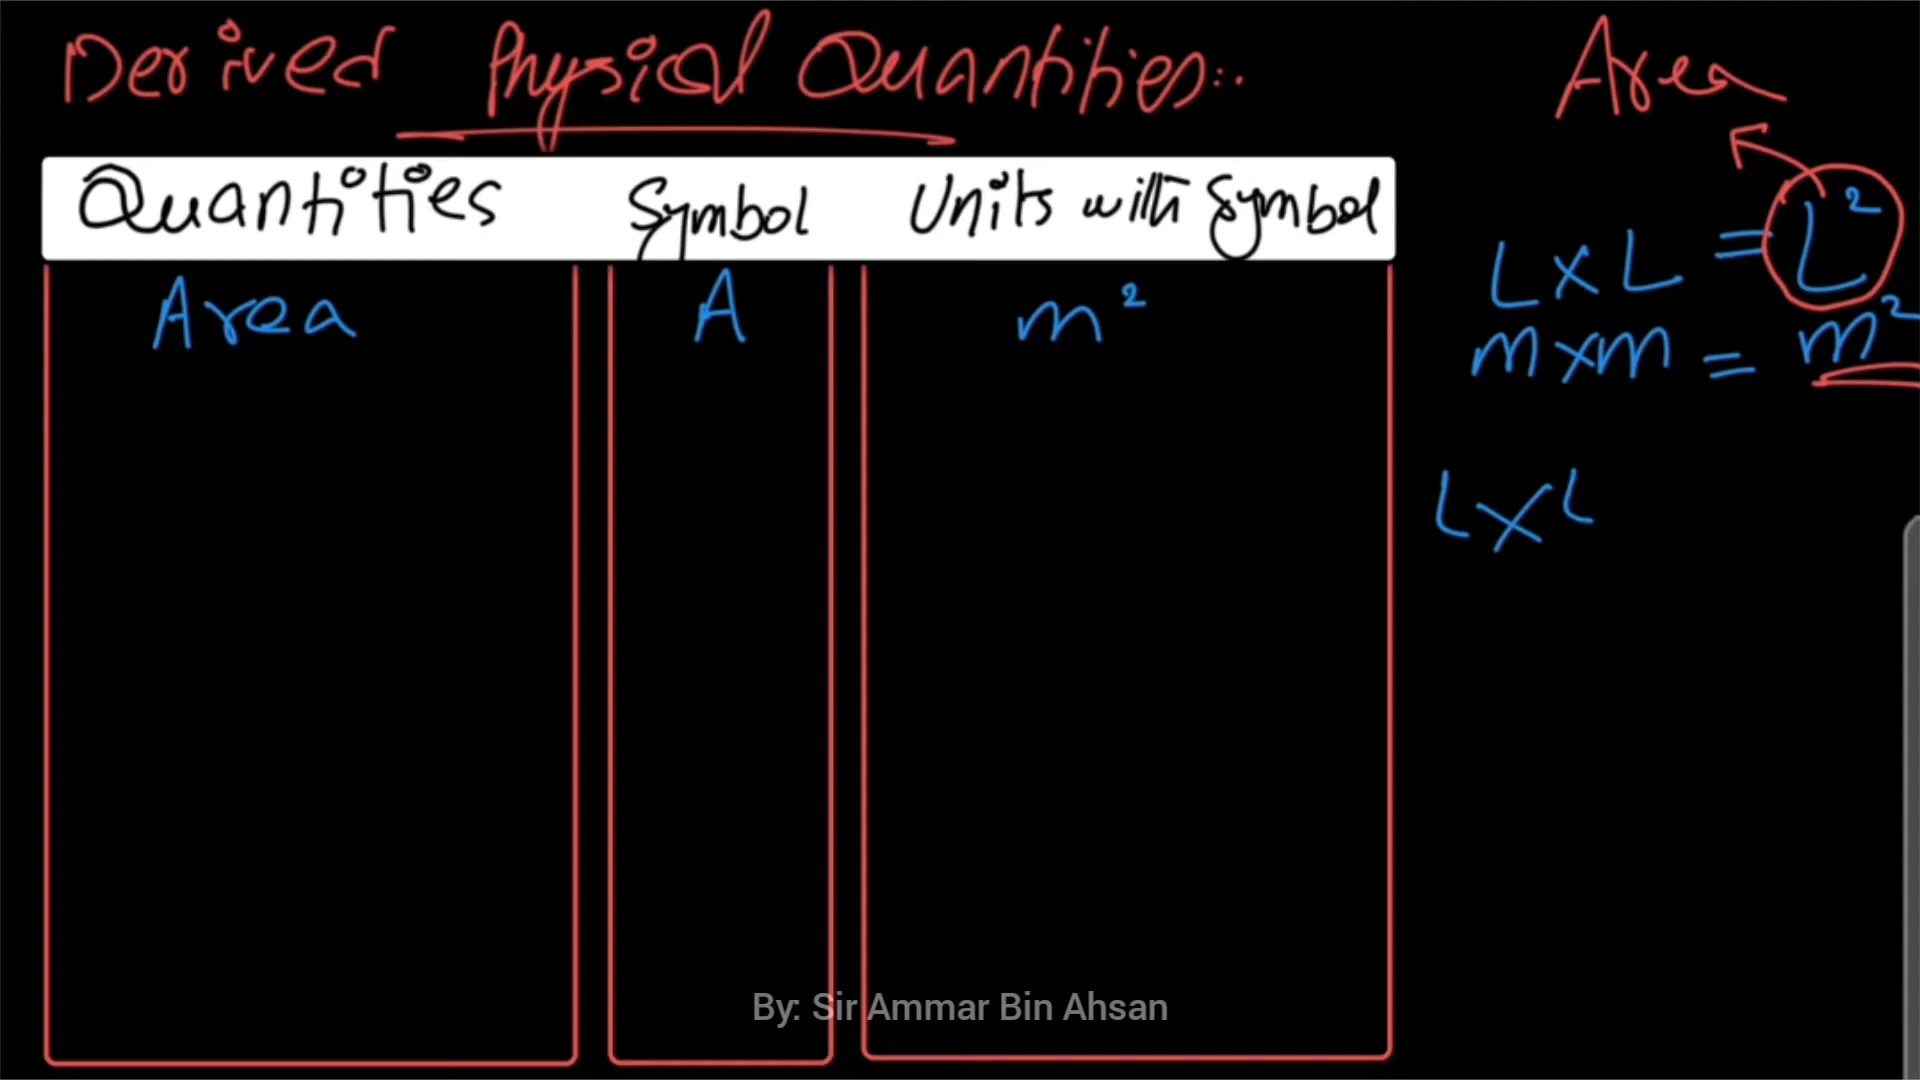 Derived Physical Quantities:.
Area
Quantities Symbol Units with Symbol
Area A m²
L × L = L²
m × m = m²
L × L
By: Sir Ammar Bin Ahsan